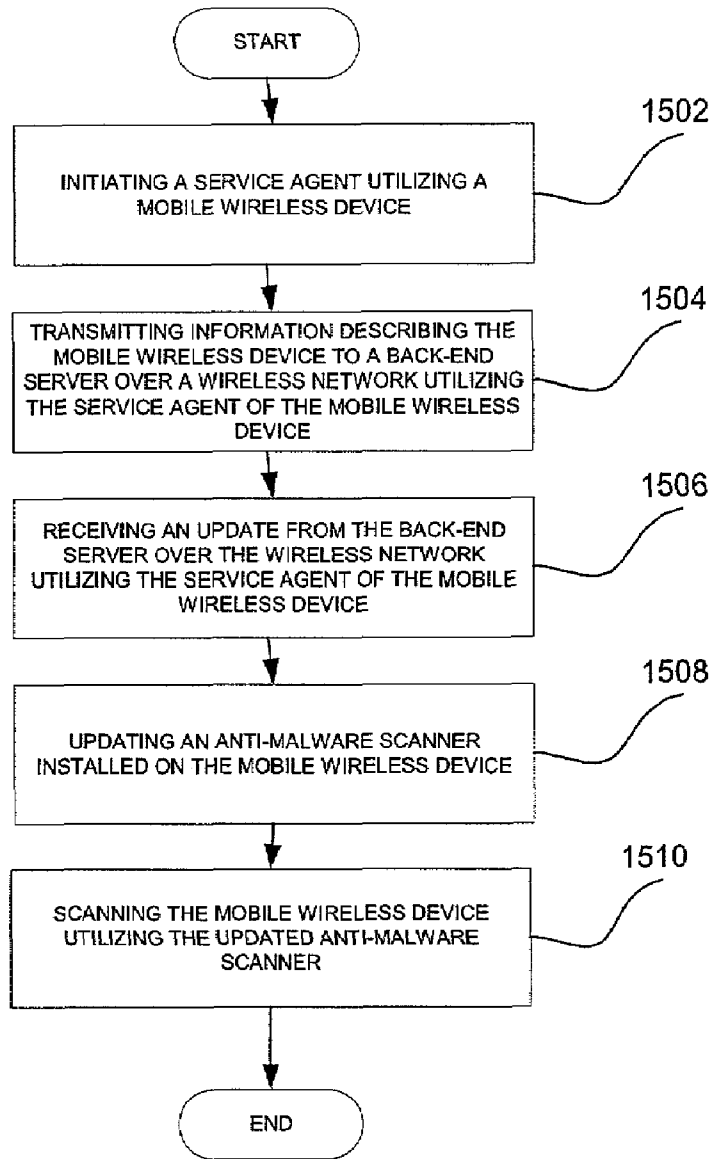 START
1502
INITIATING A SERVICE AGENT UTILIZING A
MOBILE WIRELESS DEVICE
1504
TRANSMITTING INFORMATION DESCRIBING THE
MOBILE WIRELESS DEVICE TO A BACK-END
SERVER OVER A WIRELESS NETWORK UTILIZING
THE SERVICE AGENT OF THE MOBILE WIRELESS
DEVICE
1506
RECEIVING AN UPDATE FROM THE BACK-END
SERVER OVER THE WIRELESS NETWORK
UTILIZING THE SERVICE AGENT OF THE MOBILE
WIRELESS DEVICE
1508
UPDATING AN ANTI-MALWARE SCANNER
INSTALLED ON THE MOBILE WIRELESS DEVICE
1510
SCANNING THE MOBILE WIRELESS DEVICE
UTILIZING THE UPDATED ANTI-MALWARE
SCANNER
END